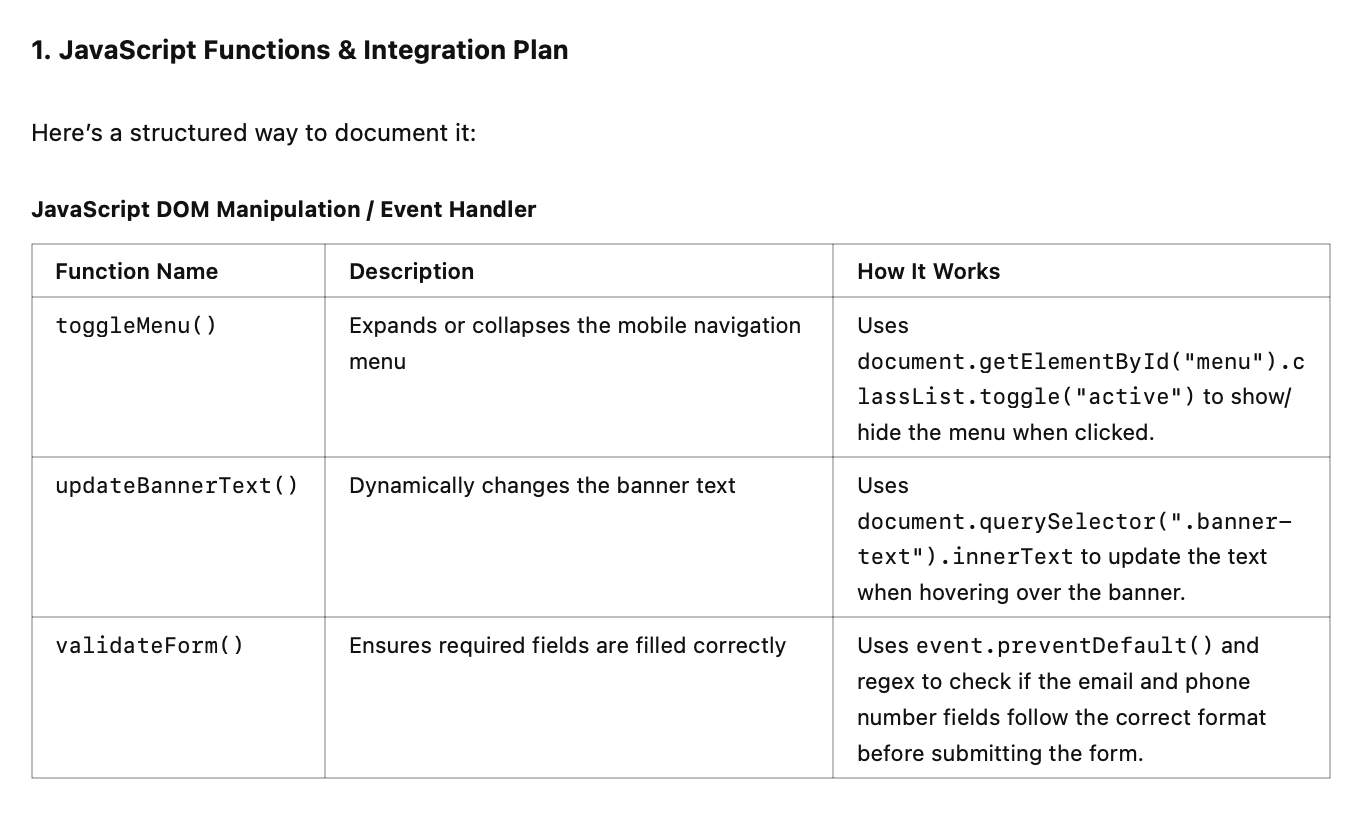 1. JavaScript Functions & Integration Plan
Here’s a structured way to document it:
JavaScript DOM Manipulation / Event Handler
Function Name
Description
How It Works
toggleMenu()
Expands or collapses the mobile navigation
menu
Uses
document.getElementById("menu").c
lassList.toggle("active") to show/
hide the menu when clicked.
updateBannerText()
Dynamically changes the banner text
Uses
document.querySelector(".banner-
text").innerText to update the text
when hovering over the banner.
validateForm()
Ensures required fields are filled correctly
Uses event.preventDefault() and
regex to check if the email and phone
number fields follow the correct format
before submitting the form.